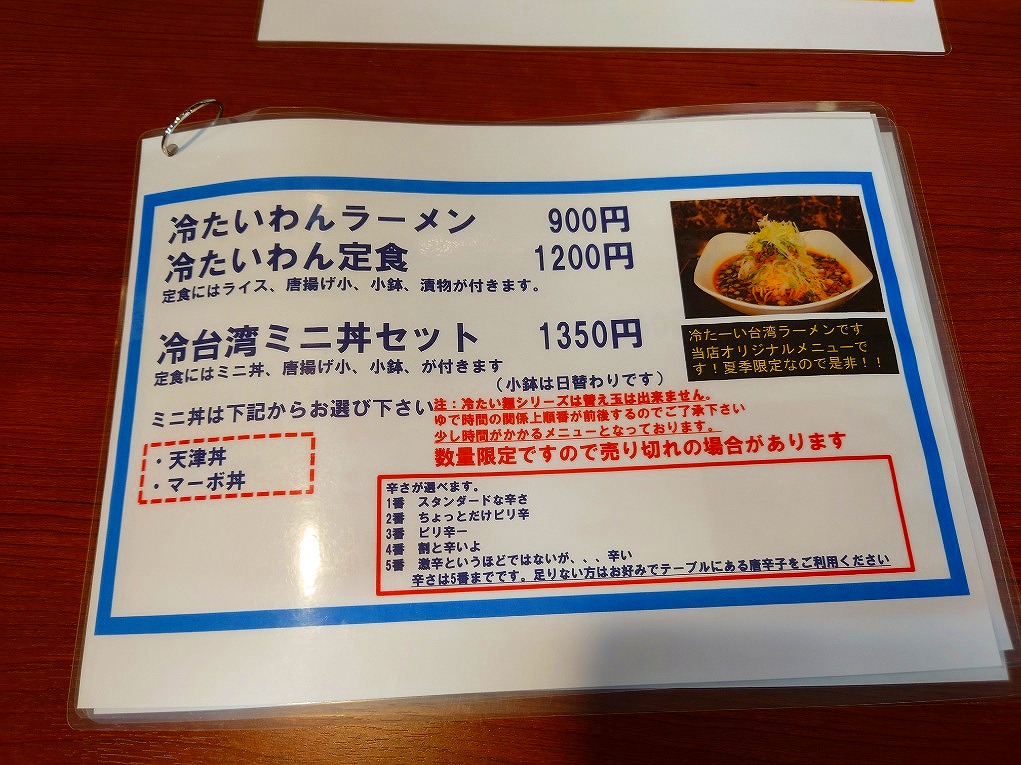 冷たいわんラーメン 900円
冷たいわん定食 1200円
定食にはライス、唐揚げ小、小鉢、漬物が付きます。
冷台湾ミニ丼セット 1350円
定食にはミニ丼、唐揚げ小、小鉢、が付きます
（小鉢は日替わりです）
ミニ丼は下記からお選び下さい
・天津丼
・マーボ丼
冷たーい台湾ラーメンです
当店オリジナルメニューで
す！夏季限定なので是非！！
注：冷たい麺シリーズは替え玉は出来ません。
ゆで時間の関係上順番が前後するのでご了承下さい
少し時間がかかるメニューとなっております。
数量限定ですので売り切れの場合があります
辛さが選べます。
1番 スタンダードな辛さ
2番 ちょっとだけピリ辛
3番 ピリ辛ー
4番 割と辛いよ
5番 激辛というほどではないが、、、辛い
辛さは5番までです。足りない方はお好みでテーブルにある唐辛子をご利用ください